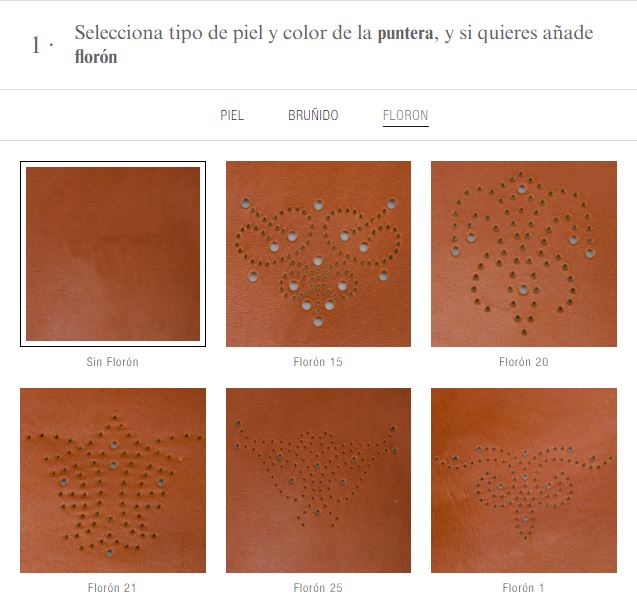 1 · Selecciona tipo de piel y color de la puntera, y si quieres añade
florón
PIEL BRUÑIDO FLORON
Sin Florón Florón 15 Florón 20
Florón 21 Florón 25 Florón 1